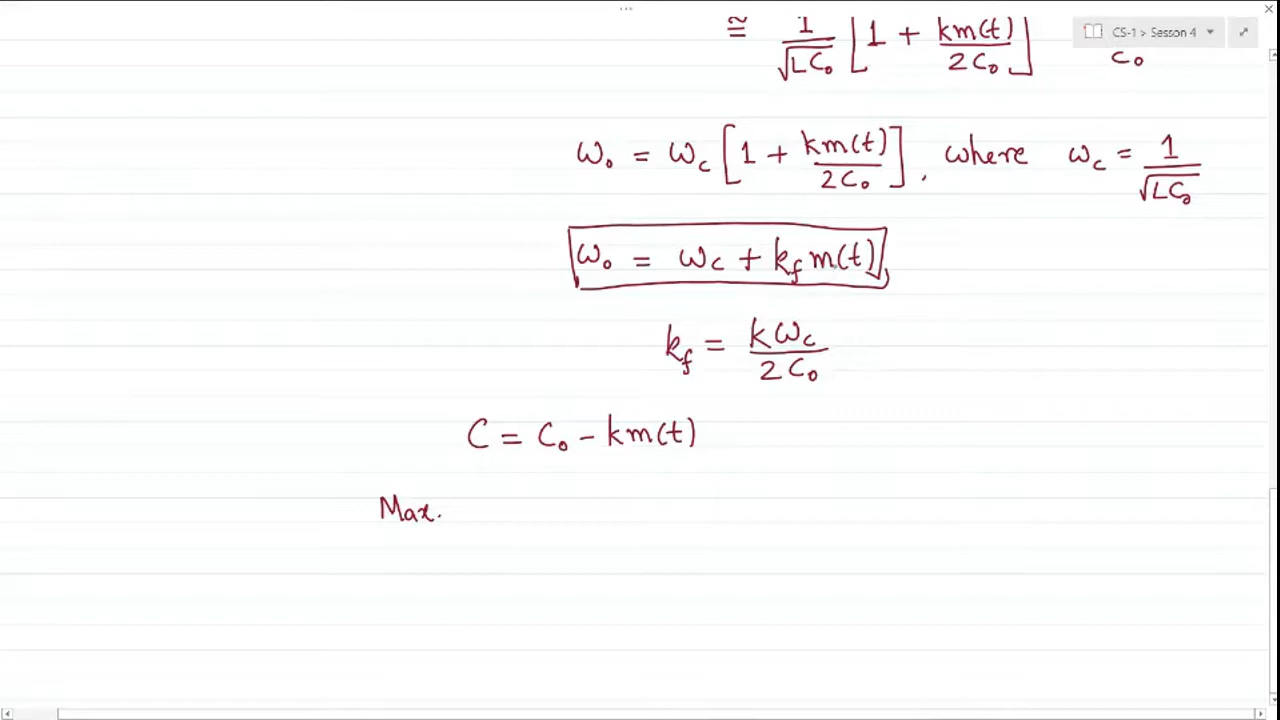 CS-1 > Sesson 4
≅ 1/√LC₀ [1 + km(t)/2C₀] C₀
ω₀ = ω_c [1 + km(t)/2C₀], where ω_c = 1/√LC₀
ω₀ = ω_c + k_f m(t)
k_f = kω_c/2C₀
C = C₀ - km(t)
Max.